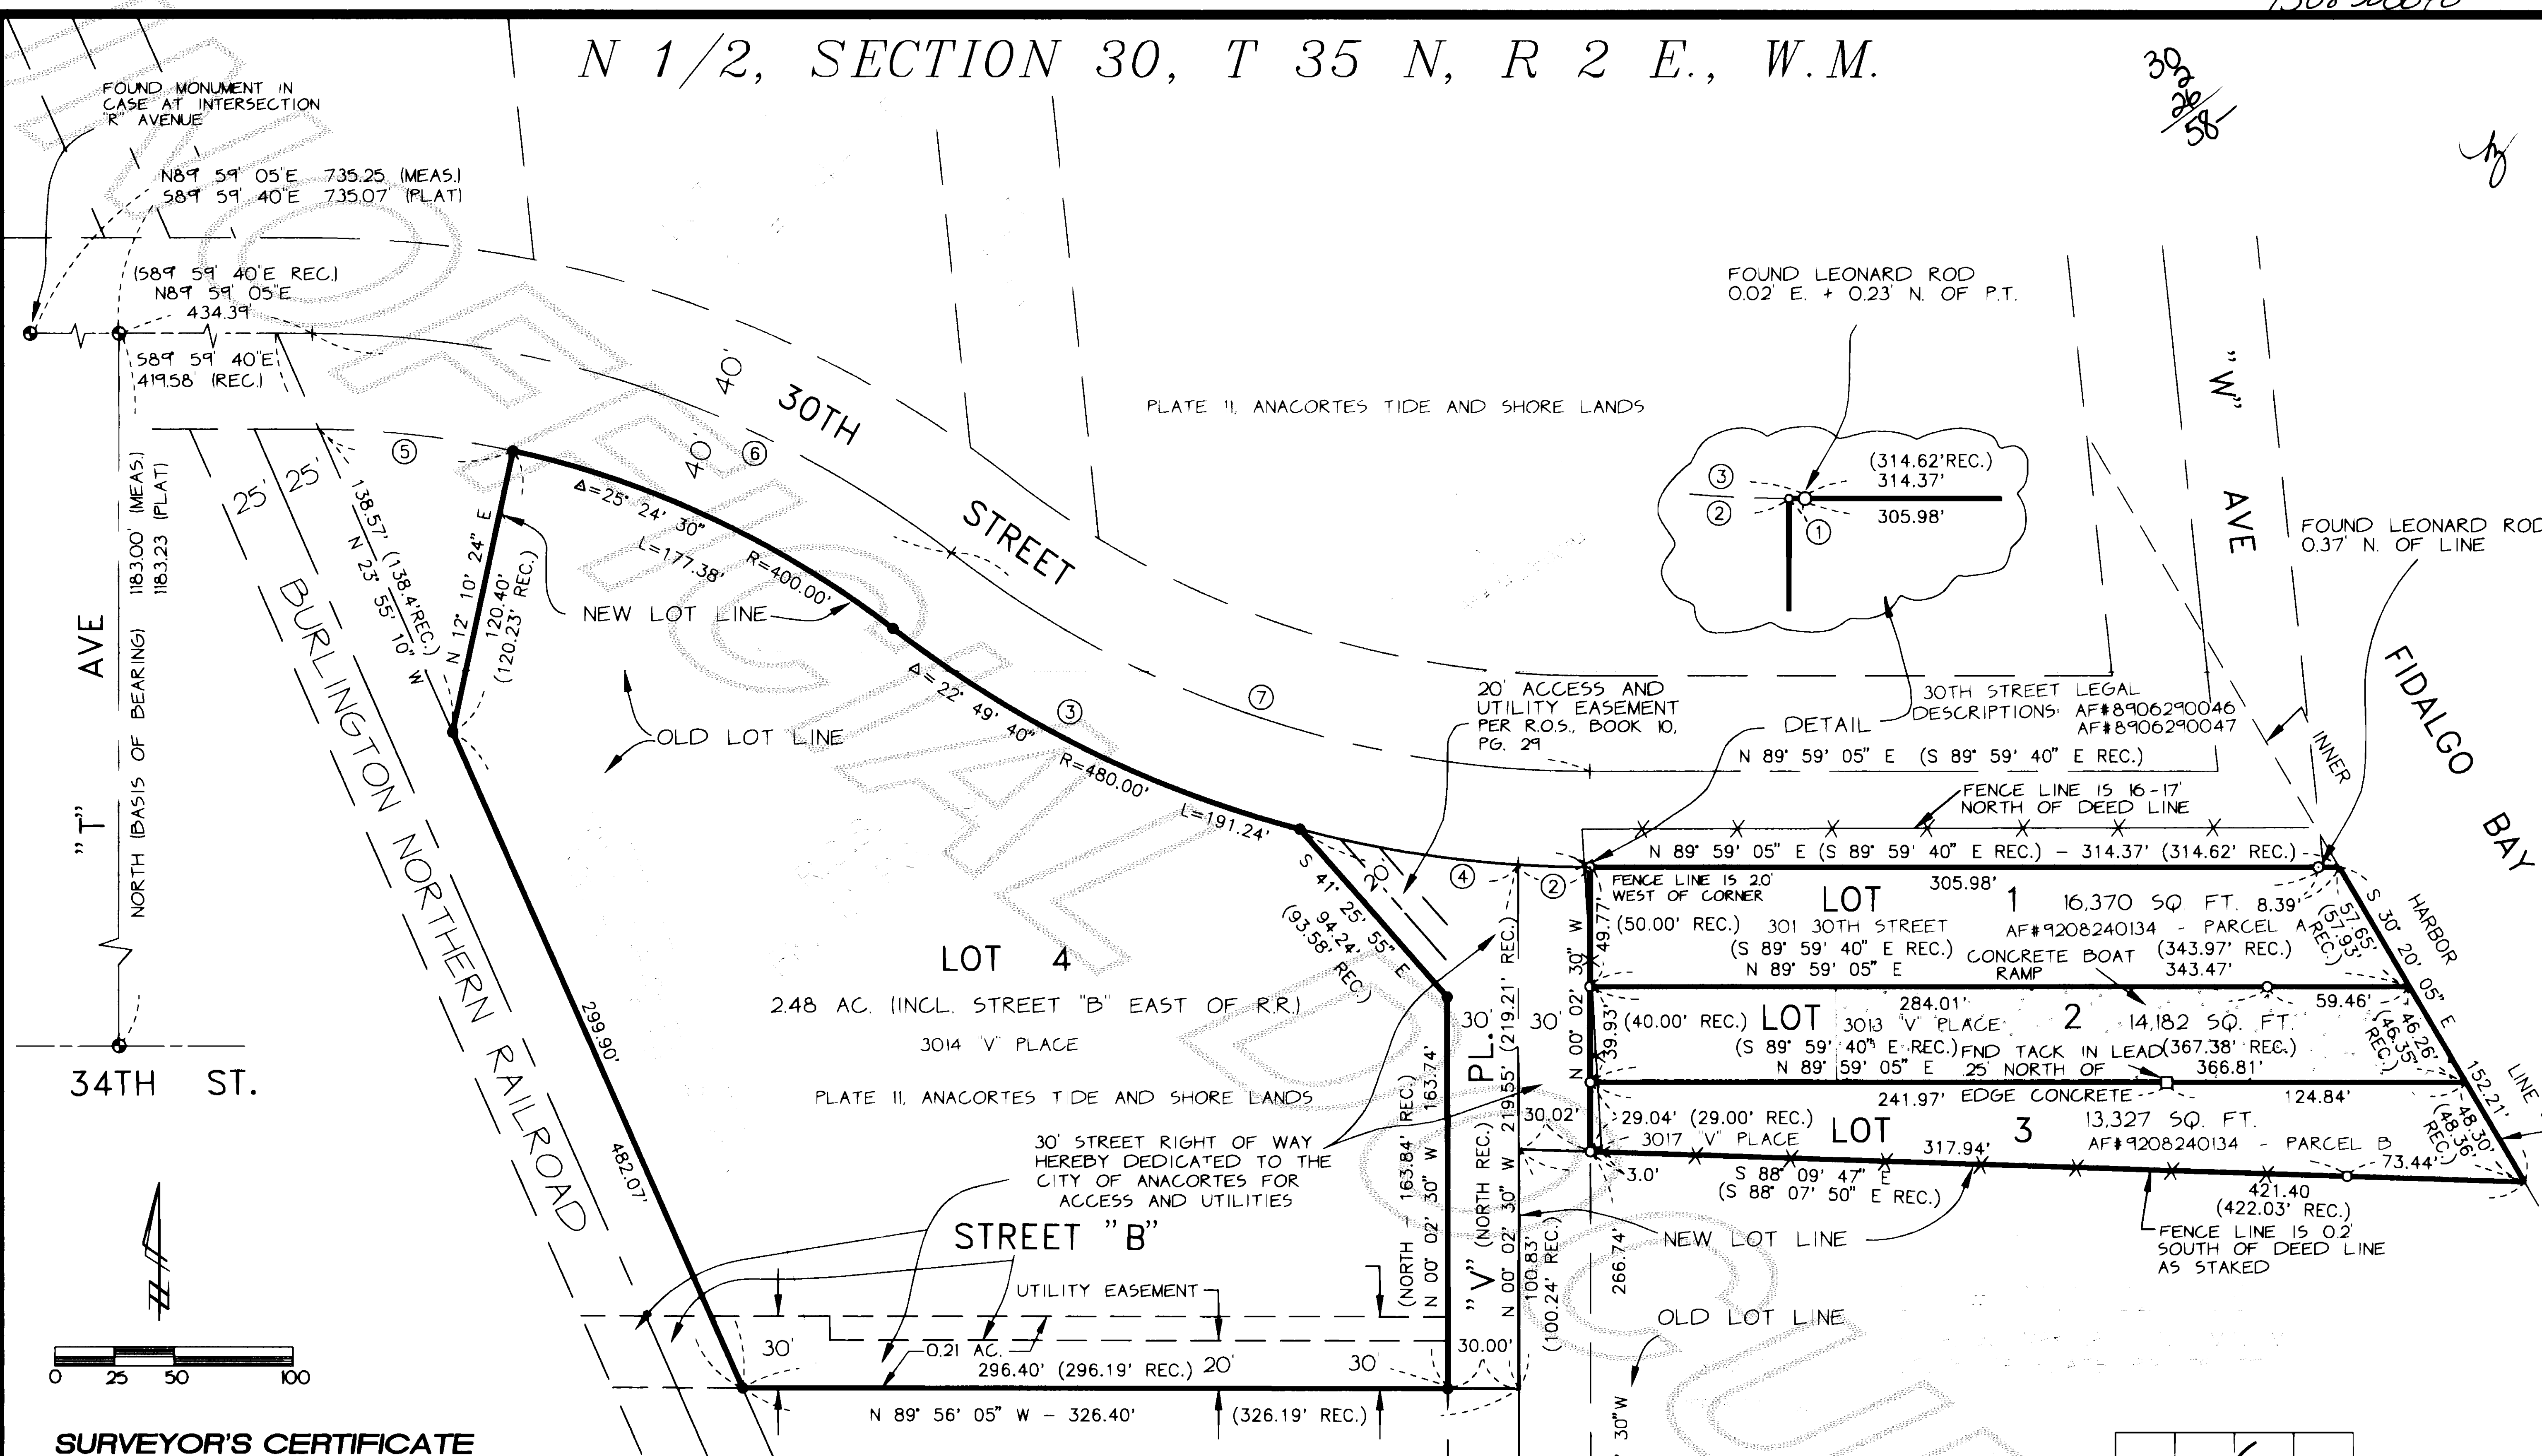 N 1/2, SECTION 30, T 35 N, R 2 E., W.M.
302
26
58-
FOUND MONUMENT IN
CASE AT INTERSECTION
"R" AVENUE
N89° 59' 05"E 735.25 (MEAS.)
S89° 59' 40"E 735.07' (PLAT)
(S89° 59' 40"E REC.)
N89° 59' 05"E
434.39'
S89° 59' 40"E
419.58' (REC.)
"T" AVE
NORTH (BASIS OF BEARING) 1183.00' (MEAS.)
1183.23 (PLAT)
34TH ST.
25' 25'
BURLINGTON NORTHERN RAILROAD
138.57' (138.4' REC.)
N 23° 55' 10" W
⑤
N 12° 10' 24" E
120.40'
(120.23' REC.)
Δ=25° 24' 30"
L=177.38'
R=400.00'
NEW LOT LINE
OLD LOT LINE
40'
40'
⑥
30TH STREET
Δ= 22° 49' 40"
③
R=480.00'
L=191.24'
⑦
PLATE 11, ANACORTES TIDE AND SHORE LANDS
FOUND LEONARD ROD
0.02' E. + 0.23' N. OF P.T.
③
②
①
(314.62'REC.)
314.37'
305.98'
"W" AVE
FOUND LEONARD ROD
0.37' N. OF LINE
FIDALGO BAY
INNER HARBOR LINE
20' ACCESS AND
UTILITY EASEMENT
PER R.O.S., BOOK 10,
PG. 29
DETAIL
30TH STREET LEGAL
DESCRIPTIONS: AF#8906290046
AF#8906290047
N 89° 59' 05" E (S 89° 59' 40" E REC.)
FENCE LINE IS 16-17'
NORTH OF DEED LINE
N 89° 59' 05" E (S 89° 59' 40" E REC.) - 314.37' (314.62' REC.)
FENCE LINE IS 2.0'
WEST OF CORNER
305.98'
LOT 1 16,370 SQ. FT. 8.39'
(50.00' REC.) 301 30TH STREET AF#9208240134 - PARCEL A
49.77'
N 00° 02' 30" W
(S 89° 59' 40" E REC.) CONCRETE BOAT RAMP (343.97' REC.)
N 89° 59' 05" E 343.47'
57.65'
(57.93' REC.)
S 30° 20' 05" E
284.01' 59.46'
(40.00' REC.) LOT 2 3013 "V" PLACE 14,182 SQ. FT.
39.93'
(S 89° 59' 40" E REC.) FND TACK IN LEAD (367.38' REC.)
N 89° 59' 05" E .25' NORTH OF 366.81'
EDGE CONCRETE
46.26'
(46.35' REC.)
152.21'
241.97' 124.84'
29.04' (29.00' REC.) LOT 3 13,327 SQ. FT.
3017 "V" PLACE 317.94' AF#9208240134 - PARCEL B
73.44'
48.30'
(48.36' REC.)
3.0' S 88° 09' 47" E
(S 88° 07' 50" E REC.)
421.40
(422.03' REC.)
FENCE LINE IS 0.2'
SOUTH OF DEED LINE
AS STAKED
NEW LOT LINE
OLD LOT LINE
④
②
20'
S 41° 25' 55" E
94.24'
(93.58' REC.)
LOT 4
2.48 AC. (INCL. STREET "B" EAST OF R.R.)
3014 "V" PLACE
PLATE 11, ANACORTES TIDE AND SHORE LANDS
299.90'
482.07'
30' STREET RIGHT OF WAY
HEREBY DEDICATED TO THE
CITY OF ANACORTES FOR
ACCESS AND UTILITIES
STREET "B"
UTILITY EASEMENT
30'
0.21 AC.
296.40' (296.19' REC.) 20' 30'
N 89° 56' 05" W - 326.40' (326.19' REC.)
(NORTH - 163.84' REC.)
N 00° 02' 30" W 163.74'
30' 30'
"V" PL.
(NORTH REC.)
N 00° 02' 30" W 219.55' (219.21' REC.)
30.02'
30.00'
100.83'
(100.24' REC.)
266.74'
30"W
0 25 50 100
SURVEYOR'S CERTIFICATE
UNOFFICIAL DOCU